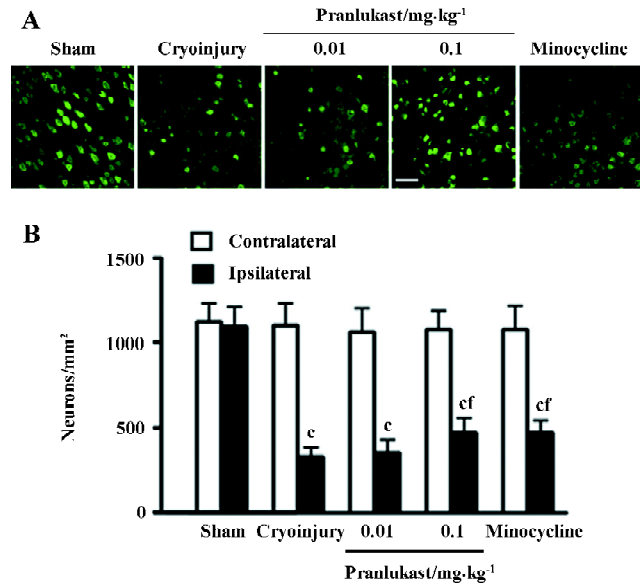 A
Pranlukast/mg·kg⁻¹
Sham Cryoinjury 0.01 0.1 Minocycline
B
Contralateral
Ipsilateral
1500
1000
500
0
Neurons/mm²
c c cf cf
Sham Cryoinjury 0.01 0.1 Minocycline
Pranlukast/mg·kg⁻¹